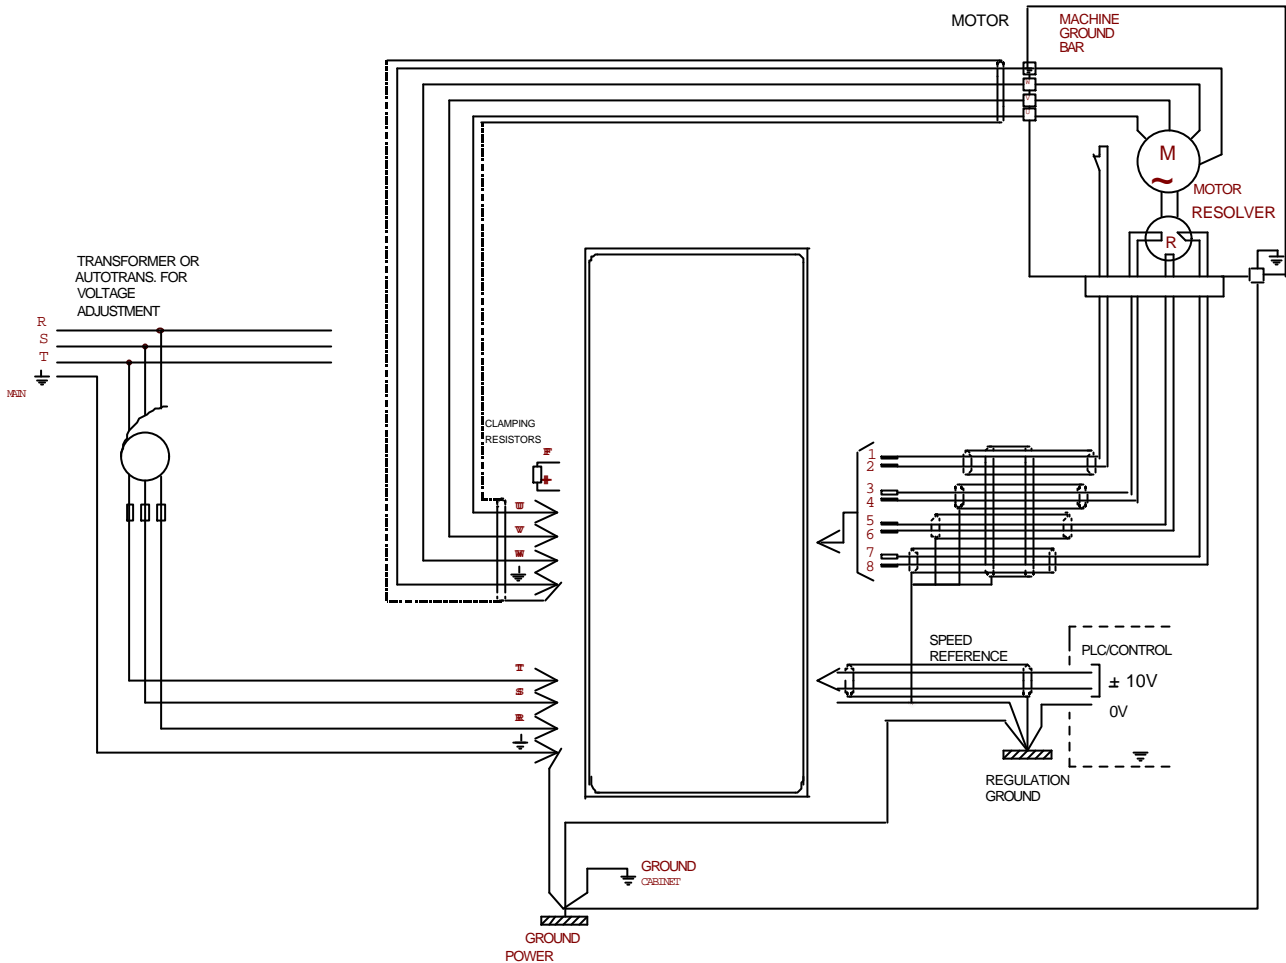 MOTOR
MACHINE
GROUND
BAR
W
V
U
M
~
MOTOR
RESOLVER
R
TRANSFORMER OR
AUTOTRANS. FOR
VOLTAGE
ADJUSTMENT
R
S
T
MAIN
CLAMPING
RESISTORS
F
+
U
V
W
1
2
3
4
5
6
7
8
SPEED
REFERENCE
PLC/CONTROL
± 10V
0V
T
S
R
REGULATION
GROUND
GROUND
CABINET
GROUND
POWER